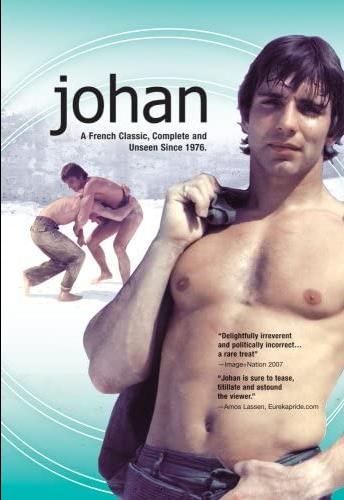 johan
A French Classic, Complete and
Unseen Since 1976.
“Delightfully irreverent
and politically incorrect…
a rare treat”
—Image+Nation 2007
“Johan is sure to tease,
titillate and astound
the viewer.”
—Amos Lassen, Eurekapride.com